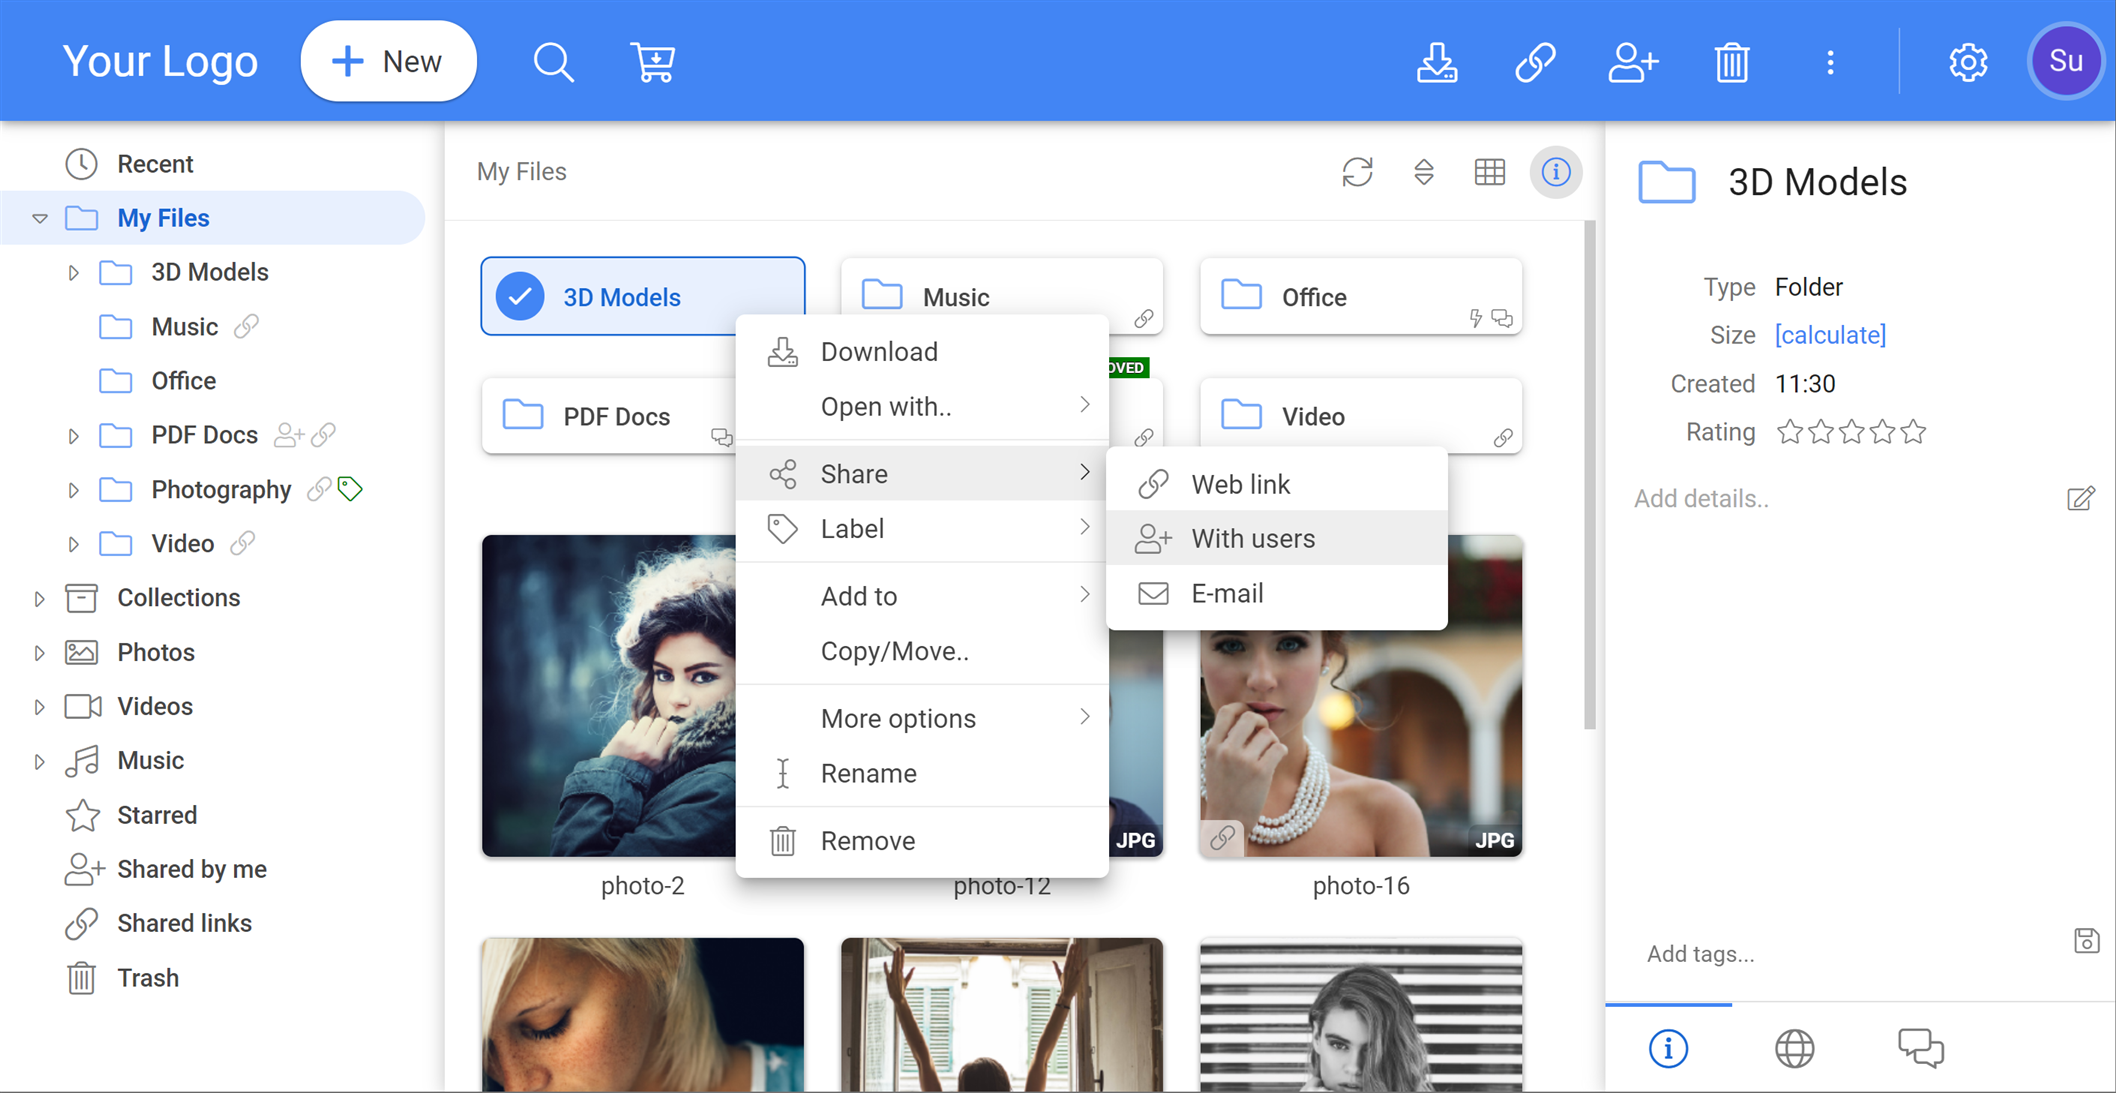 Your Logo
New
Su
Recent
My Files
3D Models
Music
Office
PDF Docs
Photography
Video
Collections
Photos
Videos
Music
Starred
Shared by me
Shared links
Trash
My Files
3D Models
Music
Office
PDF Docs
OVED
Video
Download
Open with..
Share
Label
Add to
Copy/Move..
More options
Rename
Remove
Web link
With users
E-mail
JPG
JPG
photo-2
photo-12
photo-16
3D Models
Type Folder
Size [calculate]
Created 11:30
Rating
Add details..
Add tags...